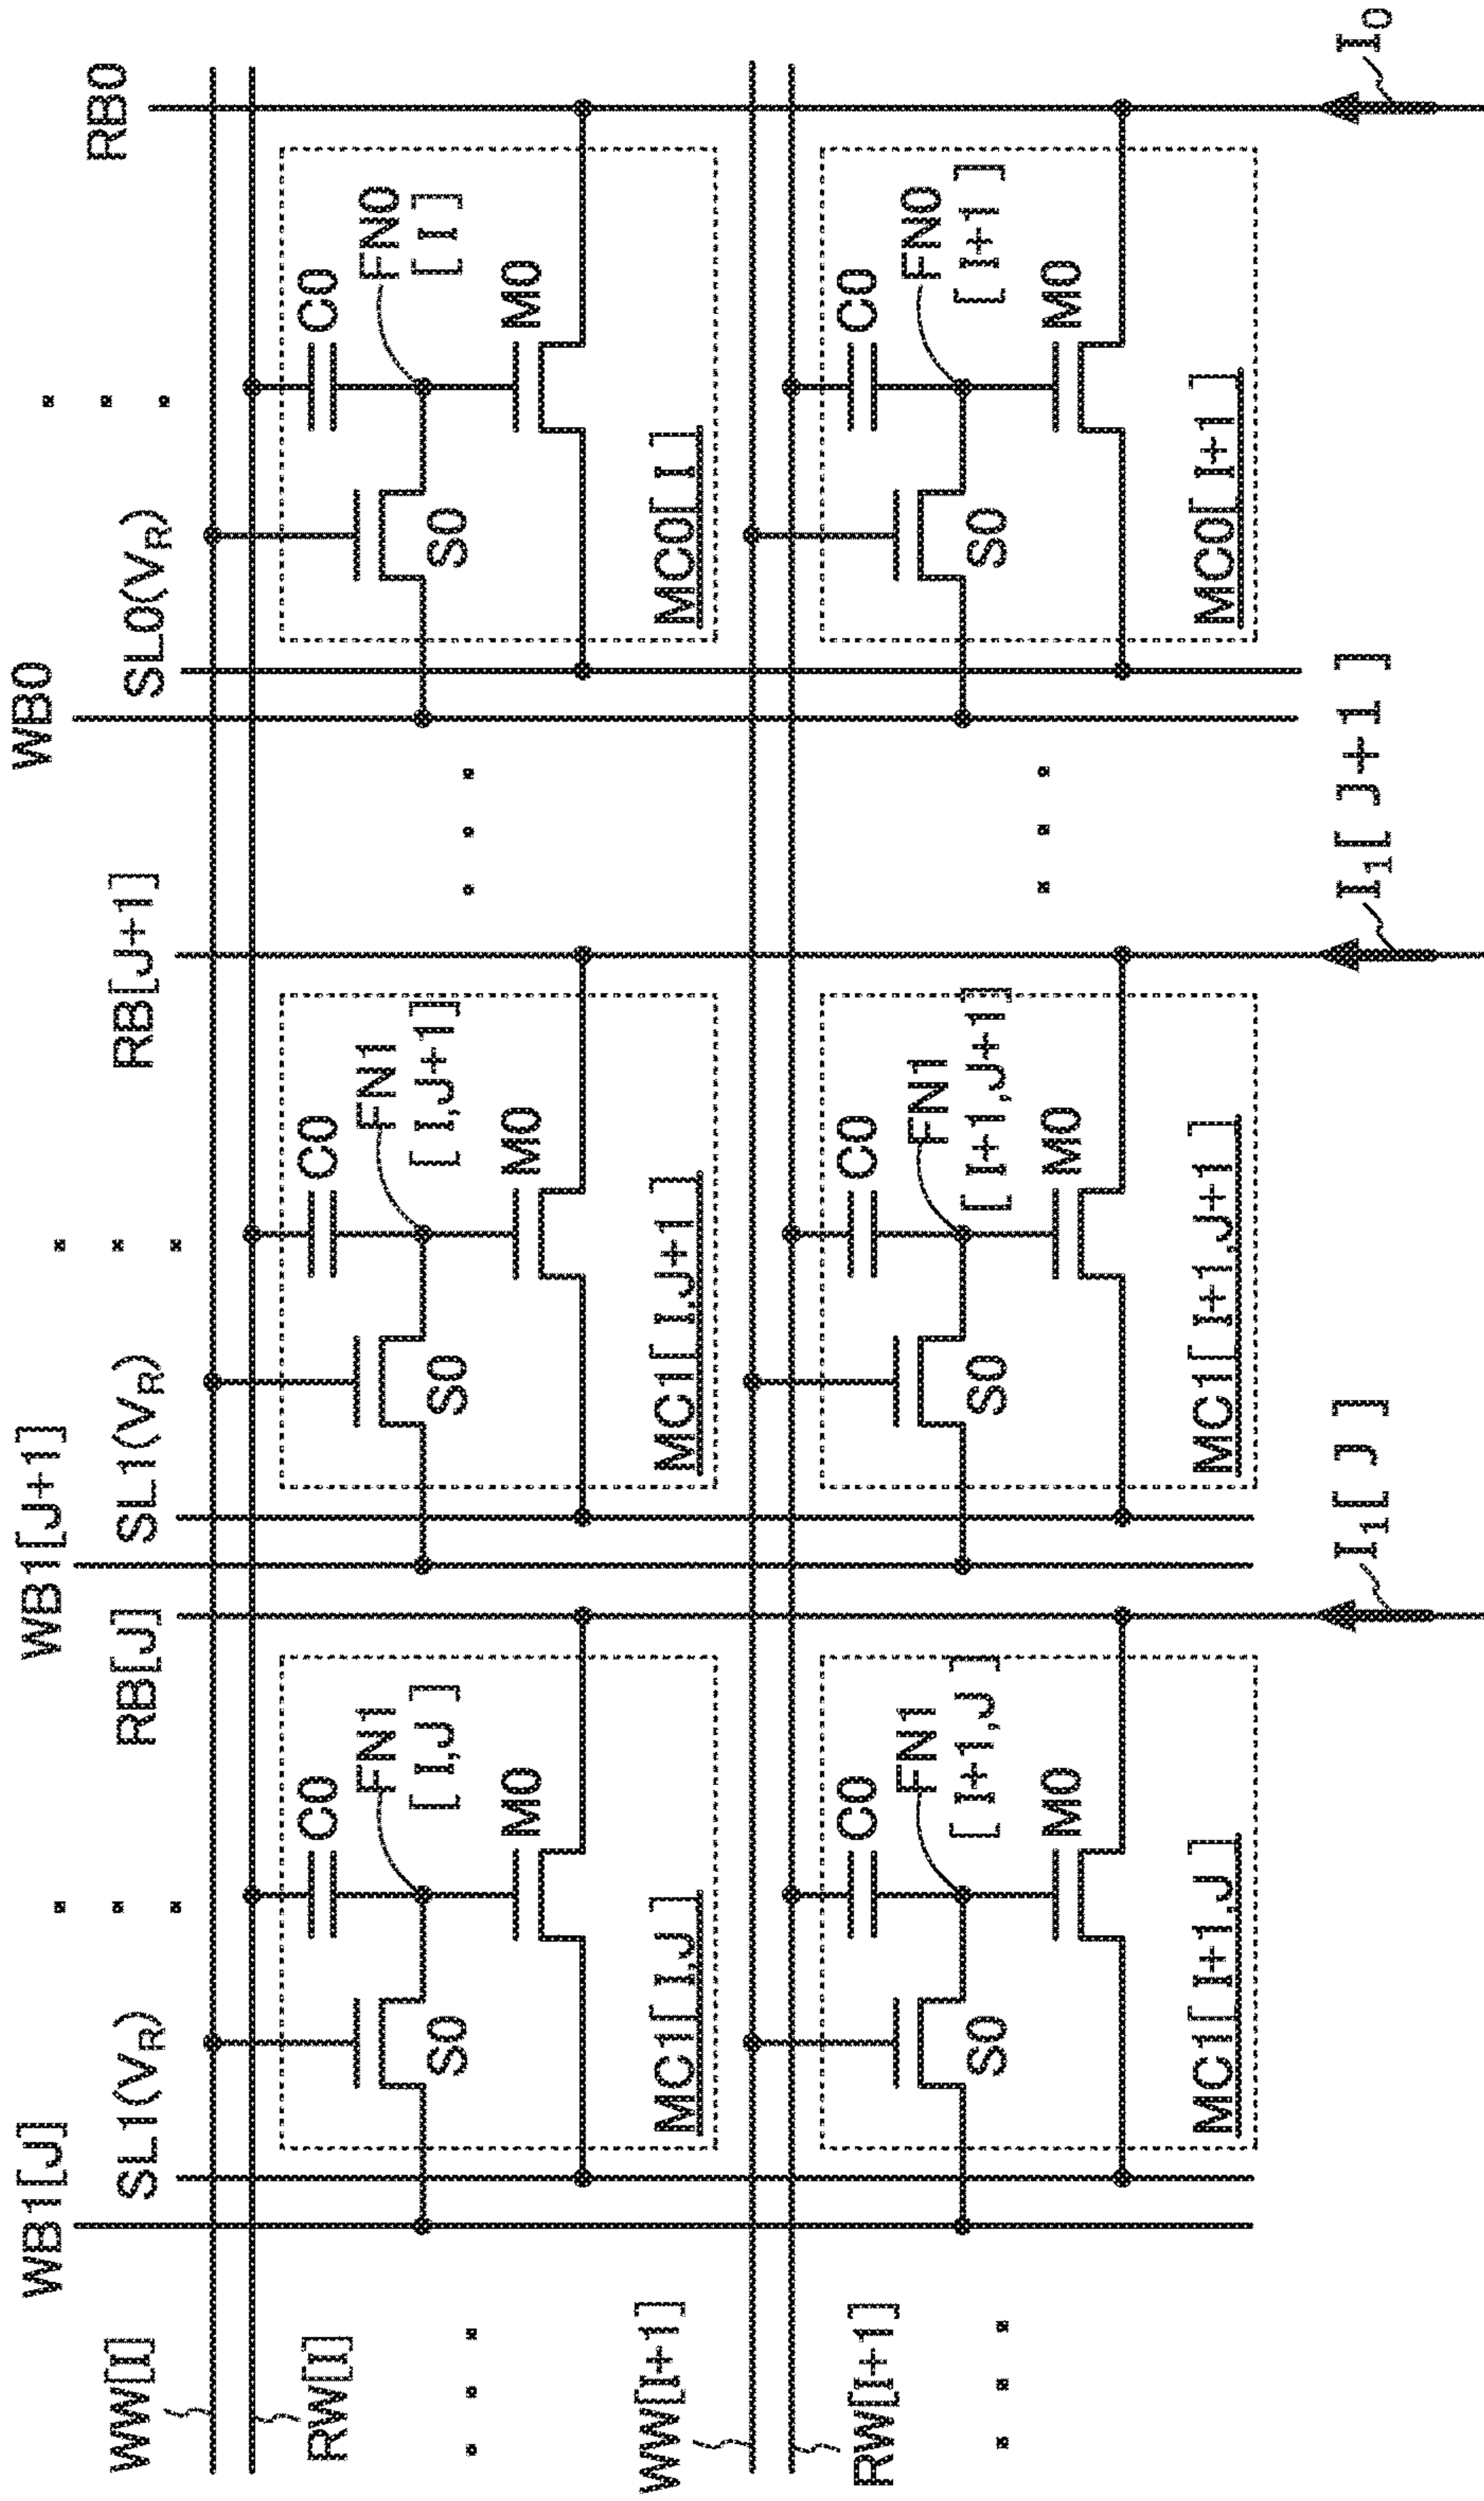 WB1[J]
SL1(VR)
RB[J]
WB1[J+1]
SL1(VR)
RB[J+1]
WB0
SL0(VR)
RB0
WW[I]
RW[I]
C0
FN1
[I,J]
S0
M0
MC1[I,J]
C0
FN1
[I,J+1]
S0
M0
MC1[I,J+1]
C0
FN0
[I]
S0
M0
MC0[I]
WW[I+1]
RW[I+1]
C0
FN1
[I+1,J]
S0
M0
MC1[I+1,J]
C0
FN1
[I+1,J+1]
S0
M0
MC1[I+1,J+1]
C0
FN0
[I+1]
S0
M0
MC0[I+1]
I1[J]
I1[J+1]
I0